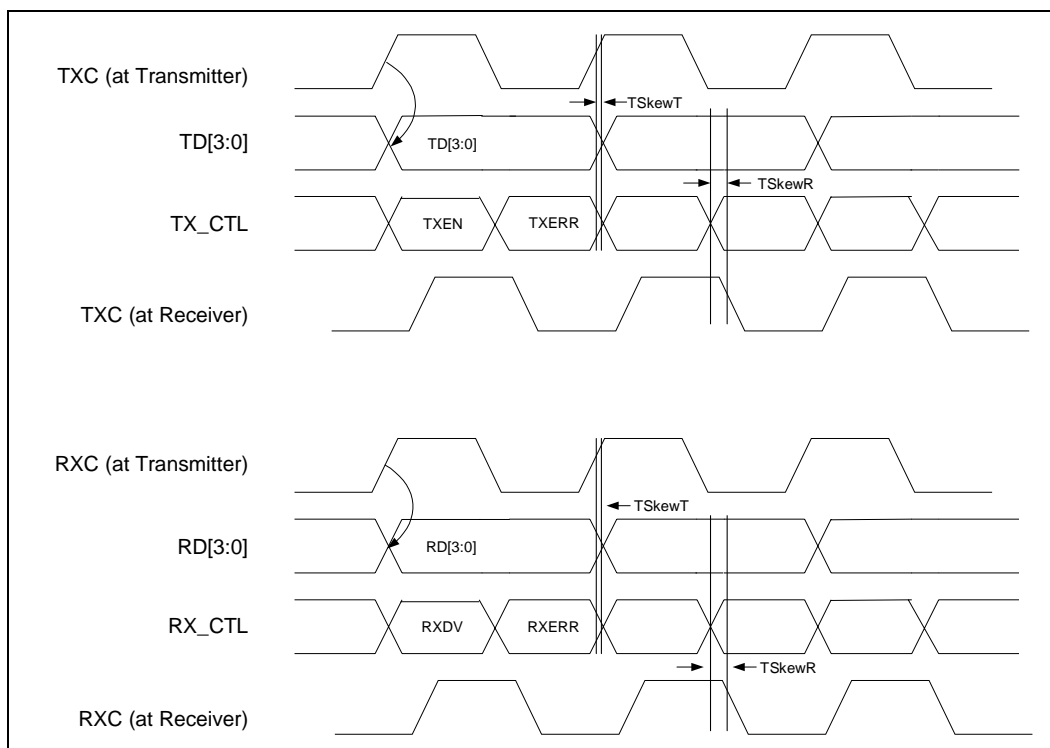 TXC (at Transmitter)
TSkewT
TD[3:0]
TD[3:0]
TSkewR
TX_CTL
TXEN
TXERR
TXC (at Receiver)
RXC (at Transmitter)
TSkewT
RD[3:0]
RD[3:0]
RX_CTL
RXDV
RXERR
TSkewR
RXC (at Receiver)